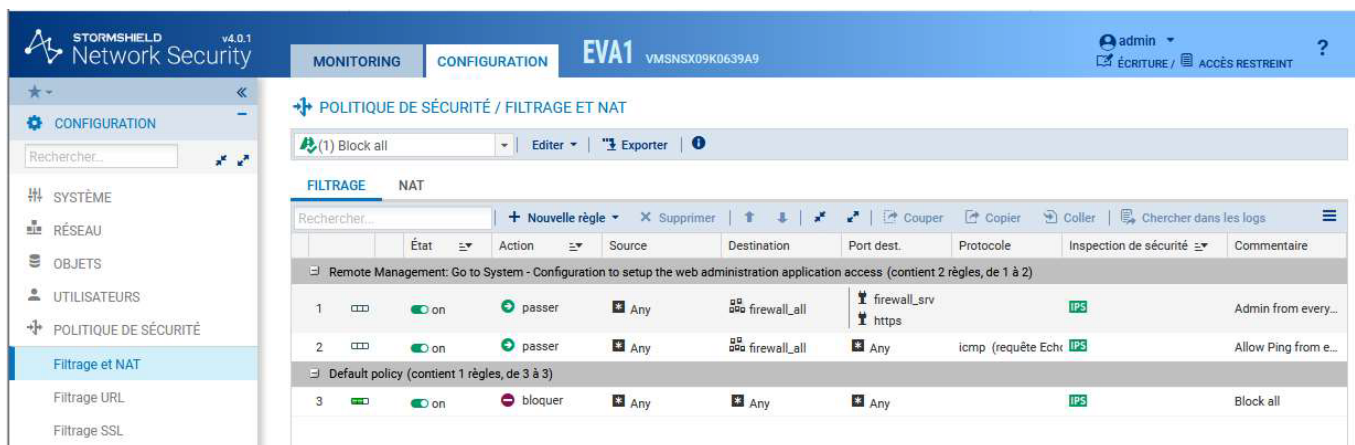 STORMSHIELD v4.0.1
Network Security
MONITORING CONFIGURATION EVA1 VMSNSX09K0639A9
admin
ÉCRITURE / ACCÈS RESTREINT ?
CONFIGURATION
Rechercher...
SYSTÈME
RÉSEAU
OBJETS
UTILISATEURS
POLITIQUE DE SÉCURITÉ
Filtrage et NAT
Filtrage URL
Filtrage SSL
POLITIQUE DE SÉCURITÉ / FILTRAGE ET NAT
(1) Block all Editer Exporter
FILTRAGE NAT
Rechercher... + Nouvelle règle Supprimer Couper Copier Coller Chercher dans les logs
État Action Source Destination Port dest. Protocole Inspection de sécurité Commentaire
Remote Management: Go to System - Configuration to setup the web administration application access (contient 2 règles, de 1 à 2)
1 on passer Any firewall_all firewall_srv https IPS Admin from every...
2 on passer Any firewall_all Any icmp (requête Echo IPS Allow Ping from e...
Default policy (contient 1 règles, de 3 à 3)
3 on bloquer Any Any Any IPS Block all